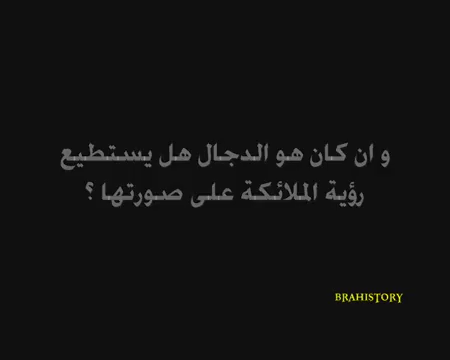 و ان كان هو الدجال هل يستطيع
رؤية الملائكة على صورتها ؟
BRAHISTORY